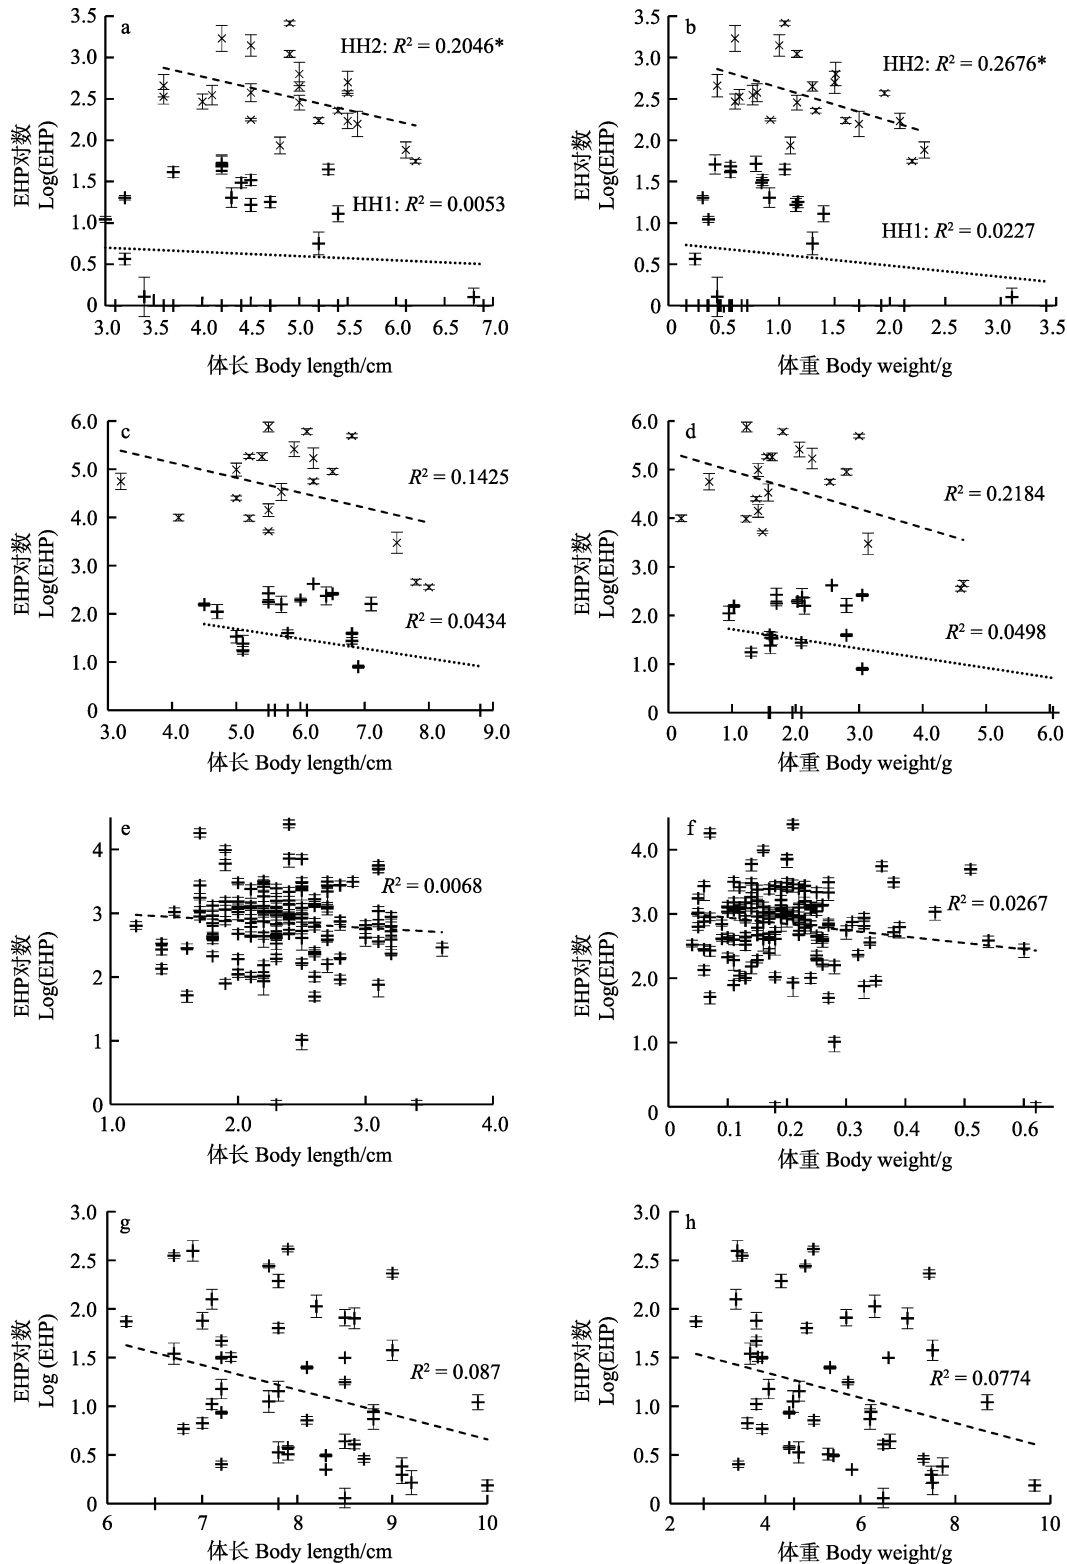 a
HH2: R² = 0.2046*
HH1: R² = 0.0053
EHP对数
Log(EHP)
3.5
3.0
2.5
2.0
1.5
1.0
0.5
0
3.0 3.5 4.0 4.5 5.0 5.5 6.0 6.5 7.0
体长 Body length/cm
b
HH2: R² = 0.2676*
HH1: R² = 0.0227
EH对数
Log(EHP)
3.5
3.0
2.5
2.0
1.5
1.0
0.5
0
0 0.5 1.0 1.5 2.0 2.5 3.0 3.5
体重 Body weight/g
c
R² = 0.1425
R² = 0.0434
EHP对数
Log(EHP)
6.0
5.0
4.0
3.0
2.0
1.0
0
3.0 4.0 5.0 6.0 7.0 8.0 9.0
体长 Body length/cm
d
R² = 0.2184
R² = 0.0498
EHP对数
Log(EHP)
6.0
5.0
4.0
3.0
2.0
1.0
0
0 1.0 2.0 3.0 4.0 5.0 6.0
体重 Body weight/g
e
R² = 0.0068
EHP对数
Log(EHP)
4
3
2
1
0
1.0 2.0 3.0 4.0
体长 Body length/cm
f
R² = 0.0267
EHP对数
Log(EHP)
4.0
3.0
2.0
1.0
0
0 0.1 0.2 0.3 0.4 0.5 0.6
体重 Body weight/g
g
R² = 0.087
EHP对数
Log (EHP)
3.0
2.5
2.0
1.5
1.0
0.5
0
6 7 8 9 10
体长 Body length/cm
h
R² = 0.0774
EHP对数
Log(EHP)
3.0
2.5
2.0
1.5
1.0
0.5
0
2 4 6 8 10
体重 Body weight/g